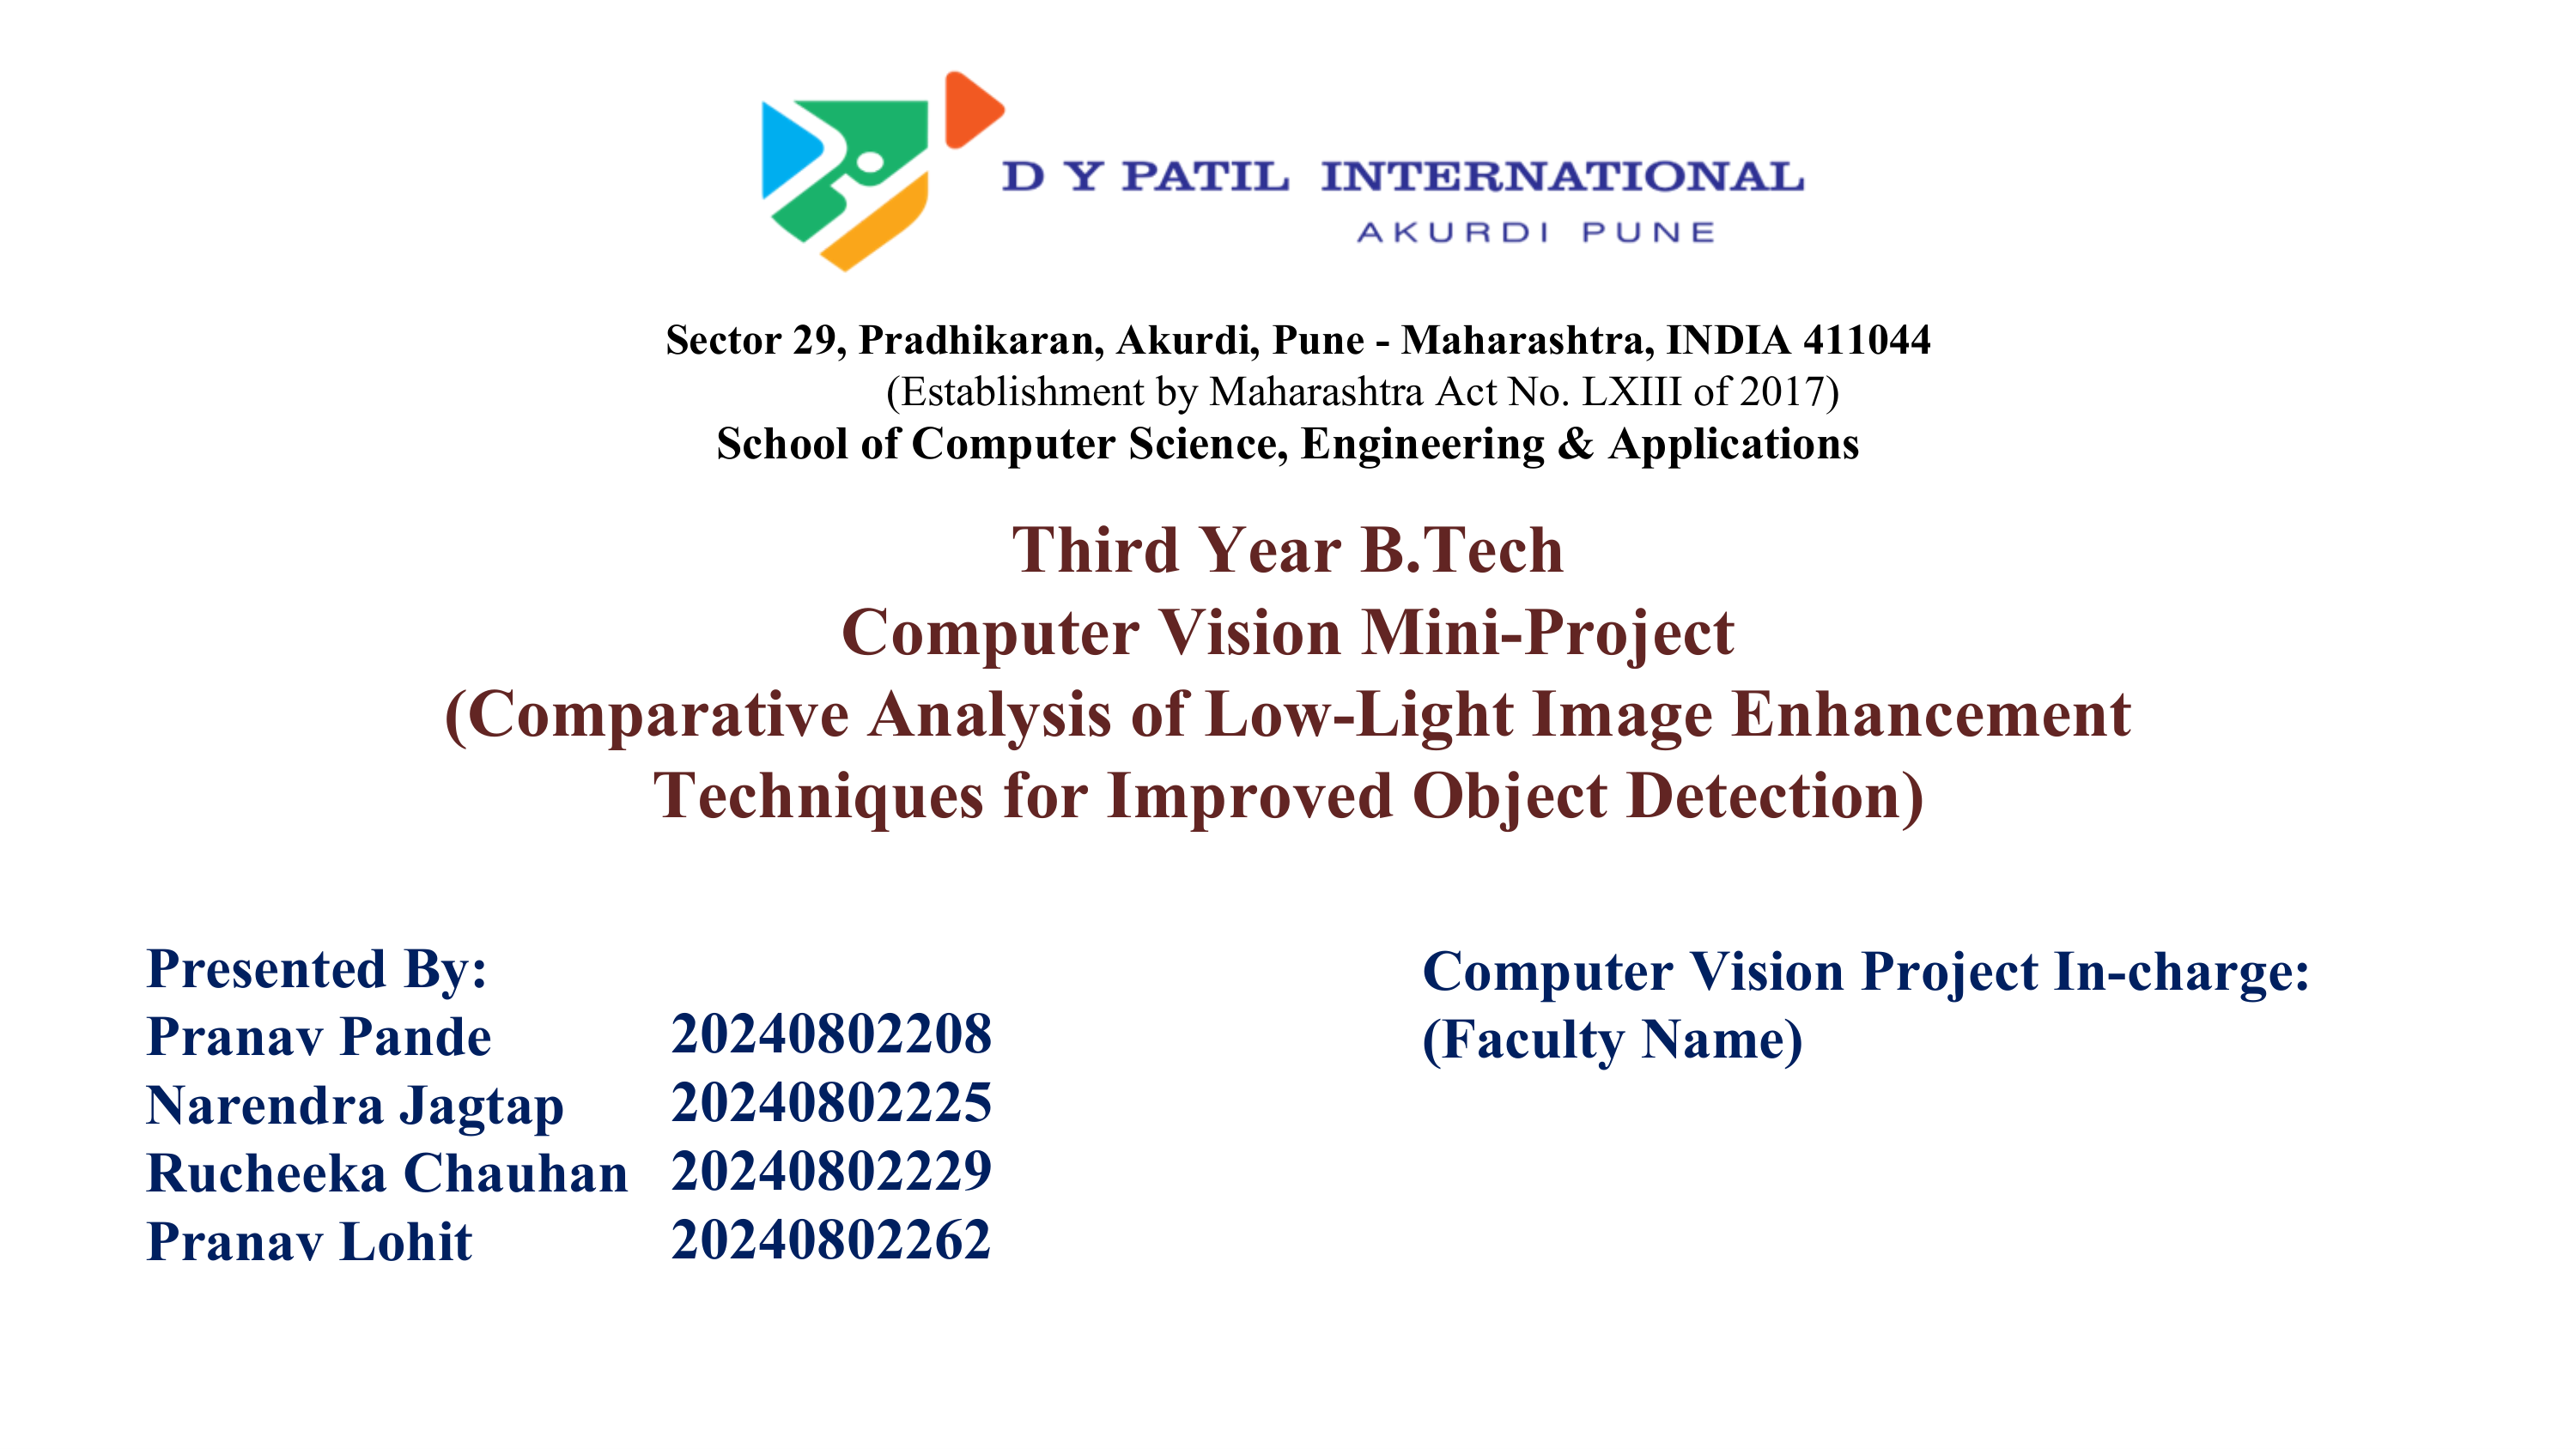 D Y PATIL INTERNATIONAL
AKURDI PUNE
Sector 29, Pradhikaran, Akurdi, Pune - Maharashtra, INDIA 411044
(Establishment by Maharashtra Act No. LXIII of 2017)
School of Computer Science, Engineering & Applications
Third Year B.Tech
Computer Vision Mini-Project
(Comparative Analysis of Low-Light Image Enhancement
Techniques for Improved Object Detection)
Presented By:
Pranav Pande 20240802208
Narendra Jagtap 20240802225
Rucheeka Chauhan 20240802229
Pranav Lohit 20240802262
Computer Vision Project In-charge:
(Faculty Name)